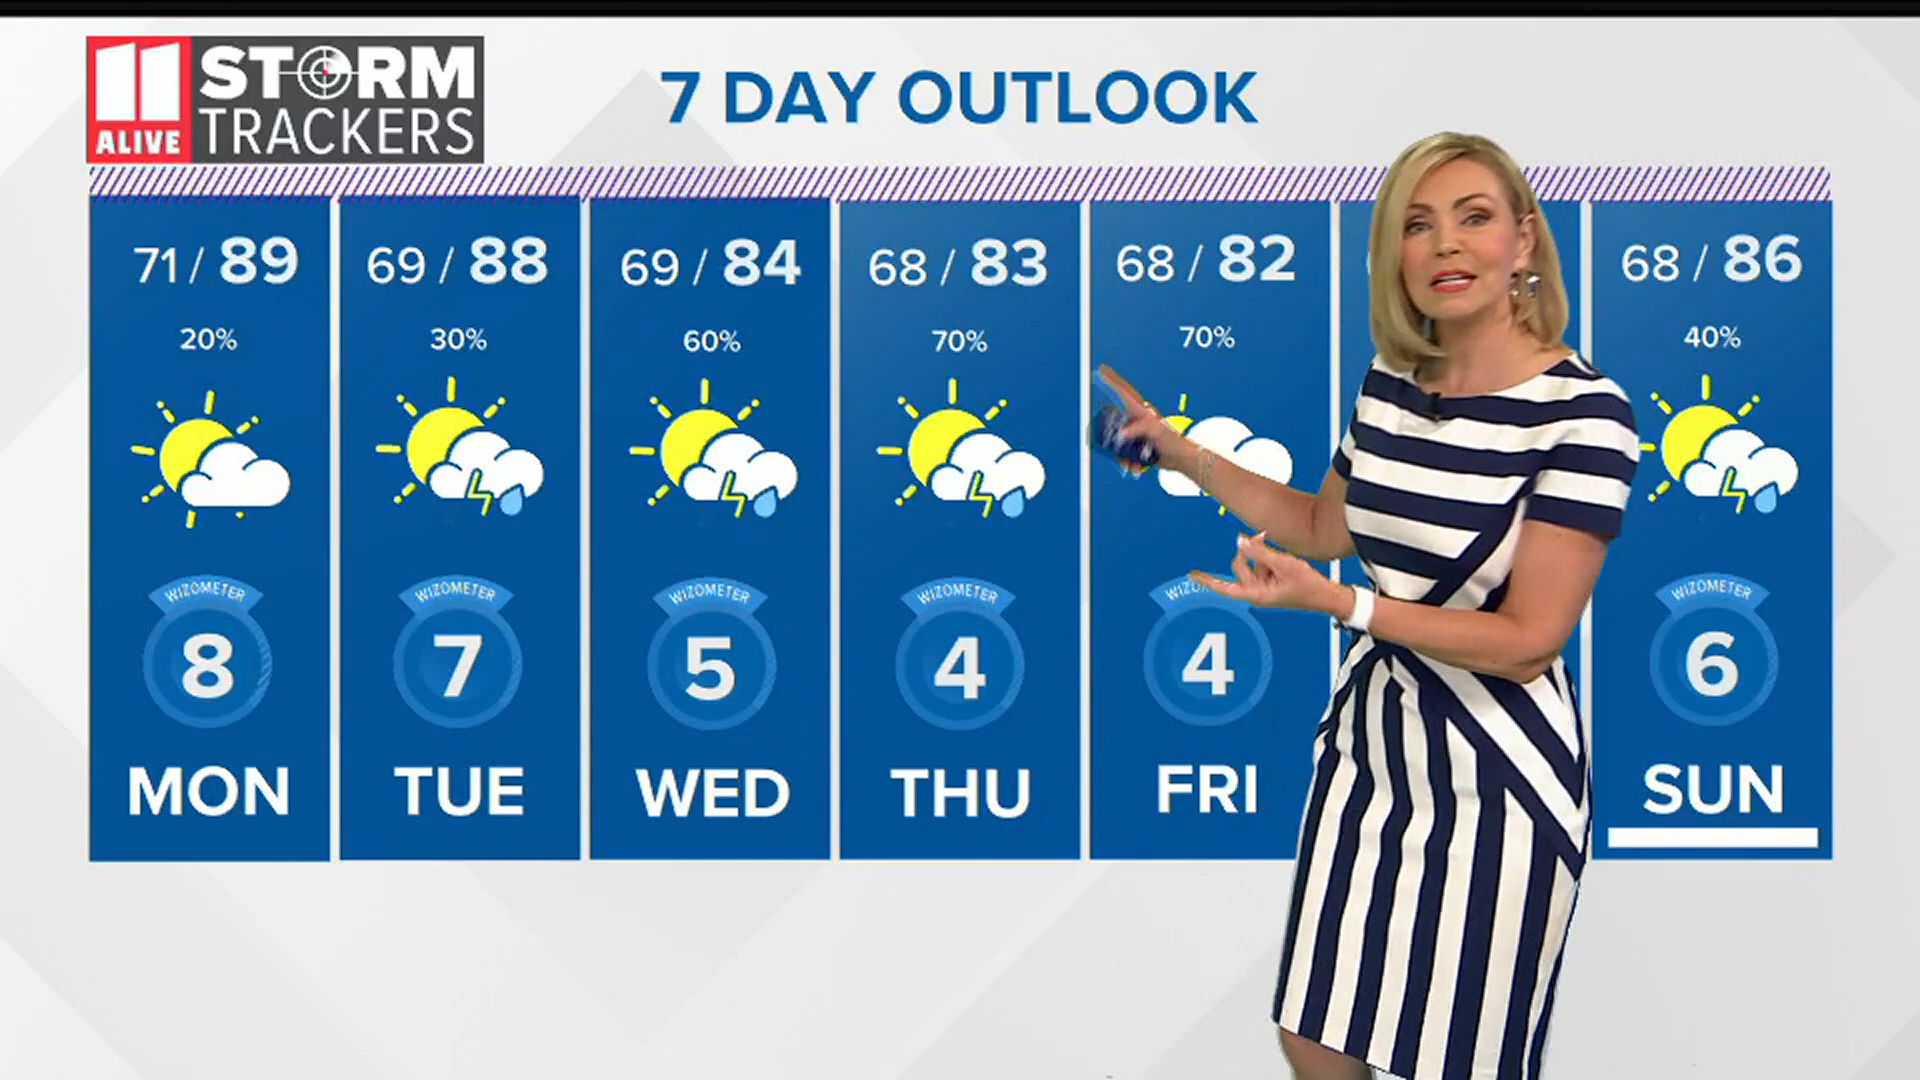 11 ALIVE
STORM
TRACKERS
7 DAY OUTLOOK
71 / 89
20%
WIZOMETER
8
MON
69 / 88
30%
WIZOMETER
7
TUE
69 / 84
60%
WIZOMETER
5
WED
68 / 83
70%
WIZOMETER
4
THU
68 / 82
70%
4
FRI
68 / 86
40%
WIZOMETER
6
SUN